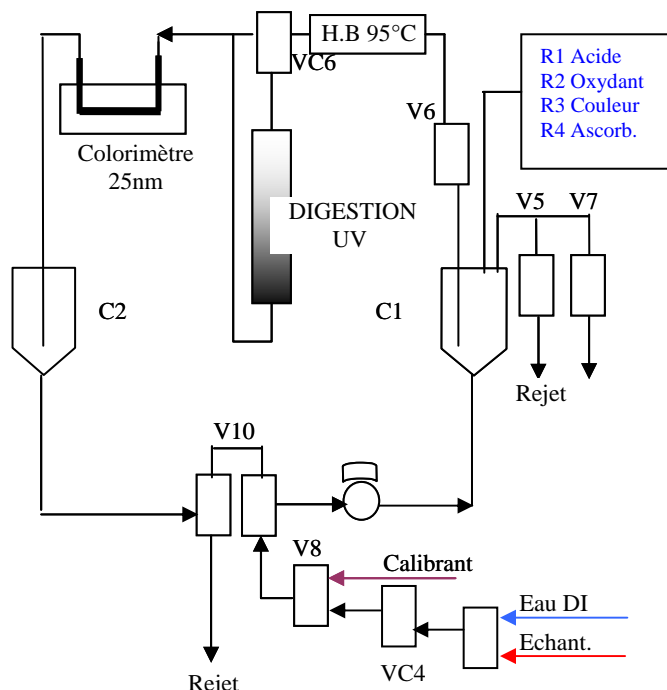 H.B 95°C
VC6
R1 Acide
R2 Oxydant
R3 Couleur
R4 Ascorb.
V6
Colorimètre
25nm
DIGESTION
UV
V5
V7
C2
C1
Rejet
V10
V8
Calibrant
Eau DI
Echant.
VC4
Rejet